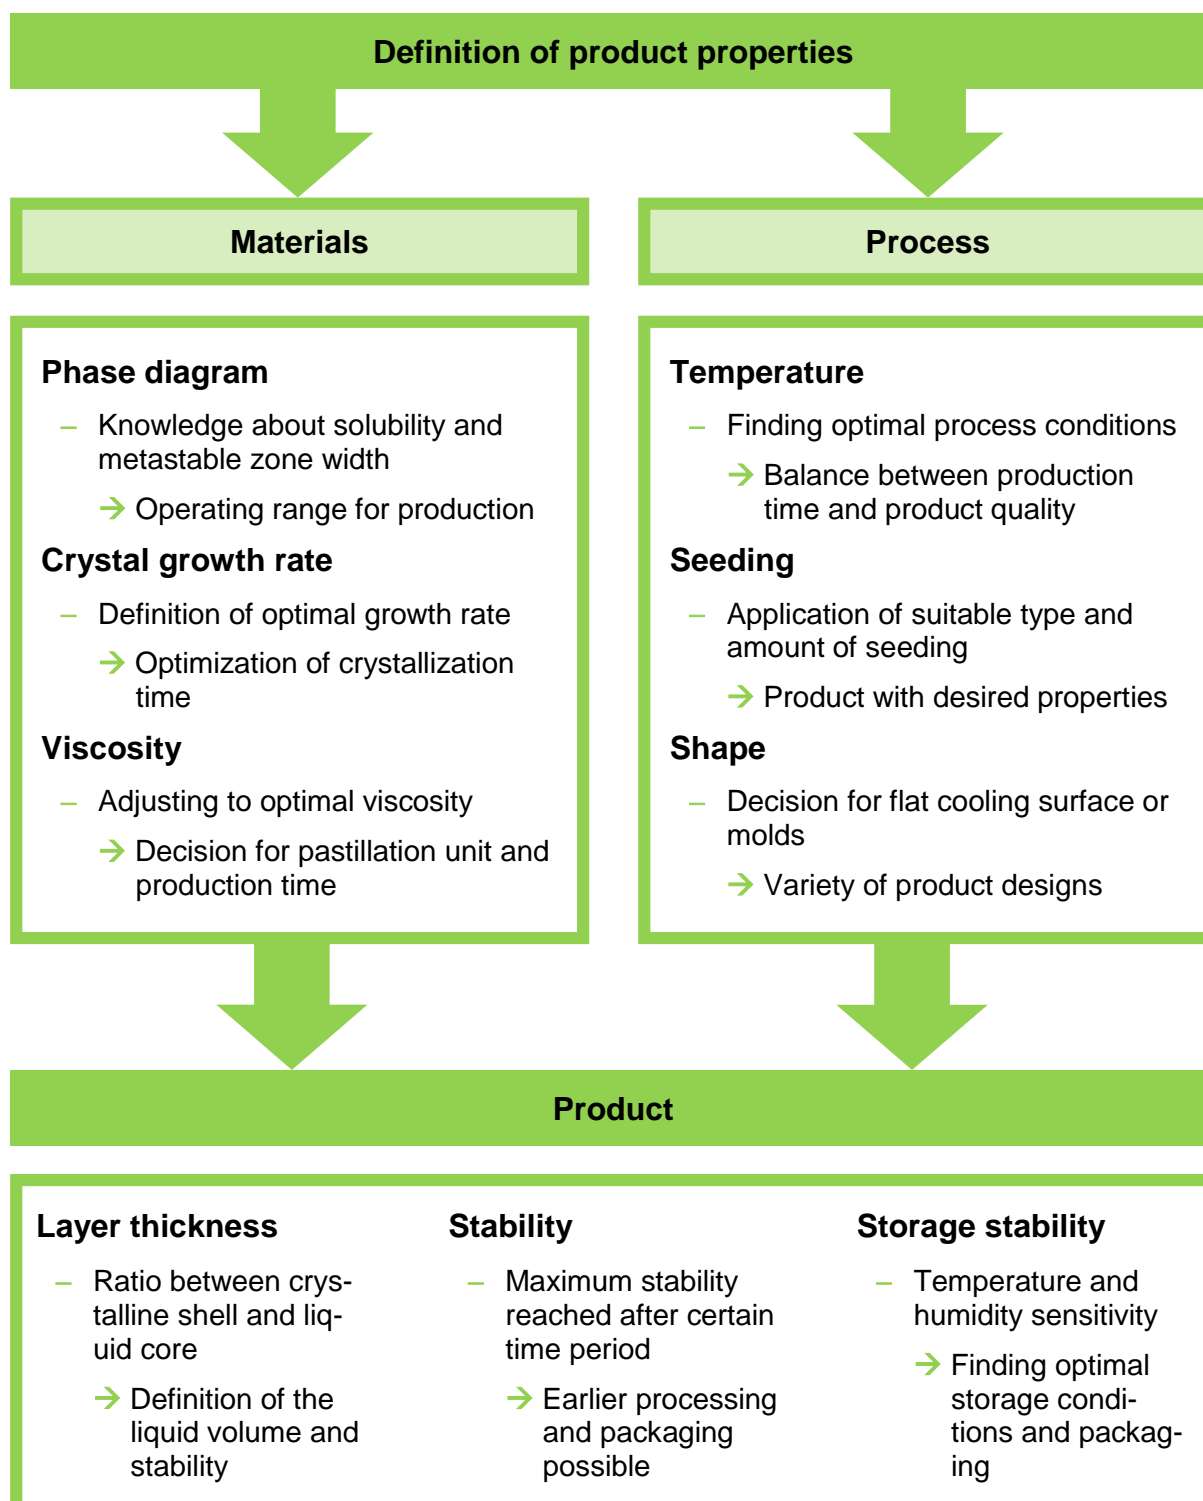 Definition of product properties
Materials
Phase diagram
– Knowledge about solubility and
metastable zone width
→ Operating range for production
Crystal growth rate
– Definition of optimal growth rate
→ Optimization of crystallization
time
Viscosity
– Adjusting to optimal viscosity
→ Decision for pastillation unit and
production time
Process
Temperature
– Finding optimal process conditions
→ Balance between production
time and product quality
Seeding
– Application of suitable type and
amount of seeding
→ Product with desired properties
Shape
– Decision for flat cooling surface or
molds
→ Variety of product designs
Product
Layer thickness
– Ratio between crys-
talline shell and liq-
uid core
→ Definition of the
liquid volume and
stability
Stability
– Maximum stability
reached after certain
time period
→ Earlier processing
and packaging
possible
Storage stability
– Temperature and
humidity sensitivity
→ Finding optimal
storage condi-
tions and packag-
ing